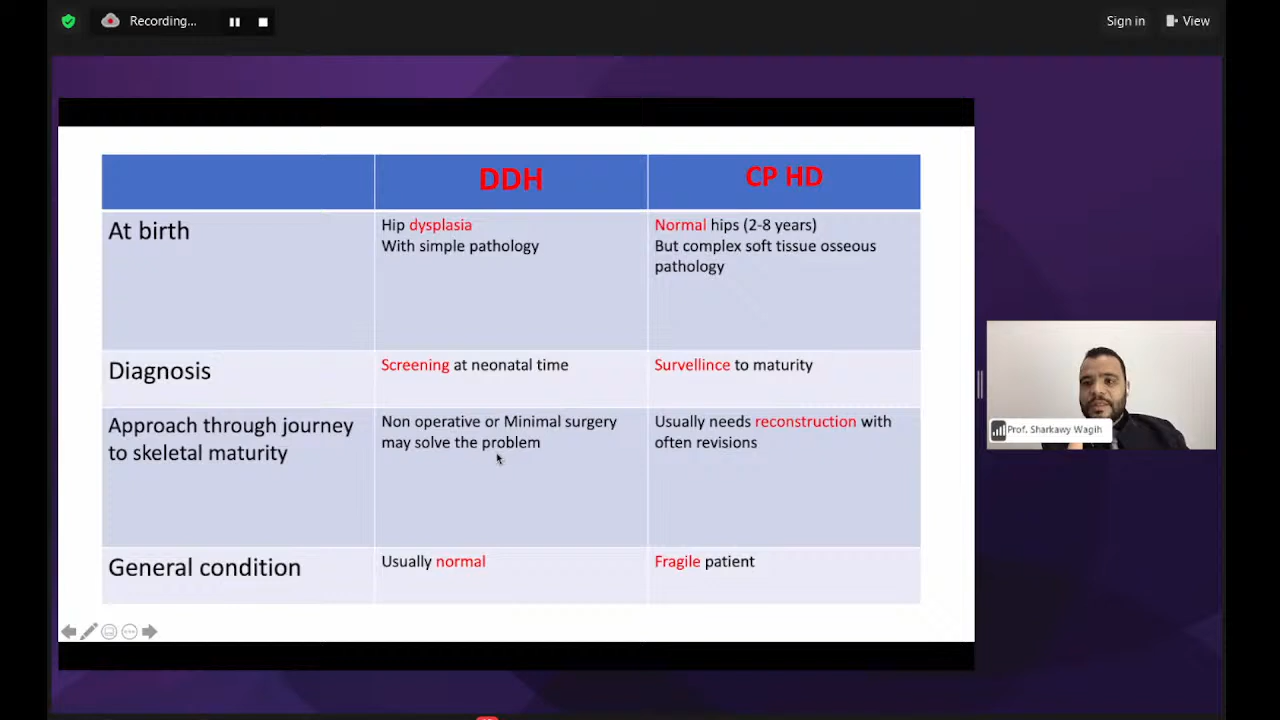 Recording...
Sign in
View
DDH
CP HD
At birth
Hip dysplasia
With simple pathology
Normal hips (2-8 years)
But complex soft tissue osseous
pathology
Diagnosis
Screening at neonatal time
Survellince to maturity
Approach through journey
to skeletal maturity
Non operative or Minimal surgery
may solve the problem
Usually needs reconstruction with
often revisions
General condition
Usually normal
Fragile patient
Prof. Sharkawy Wagih